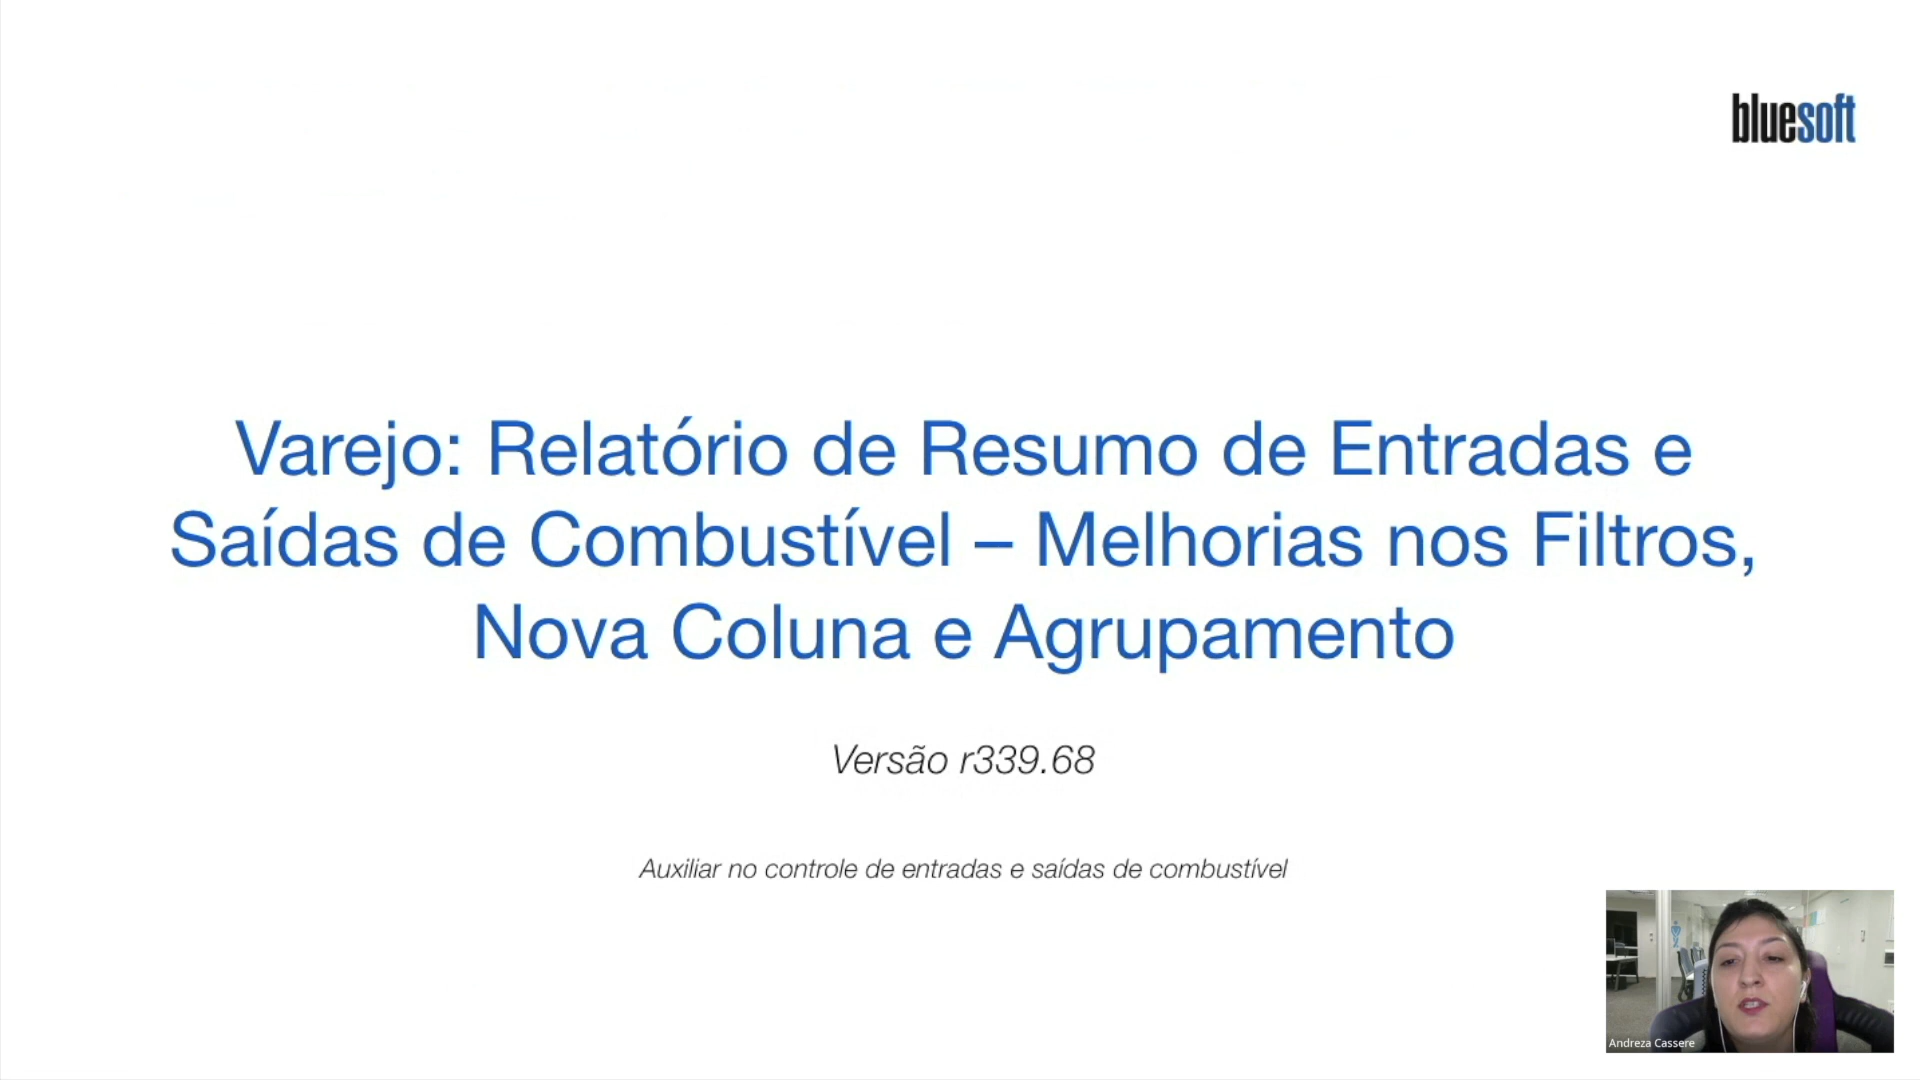 bluesoft
Varejo: Relatório de Resumo de Entradas e
Saídas de Combustível – Melhorias nos Filtros,
Nova Coluna e Agrupamento
Versão r339.68
Auxiliar no controle de entradas e saídas de combustível
Andreza Cassere